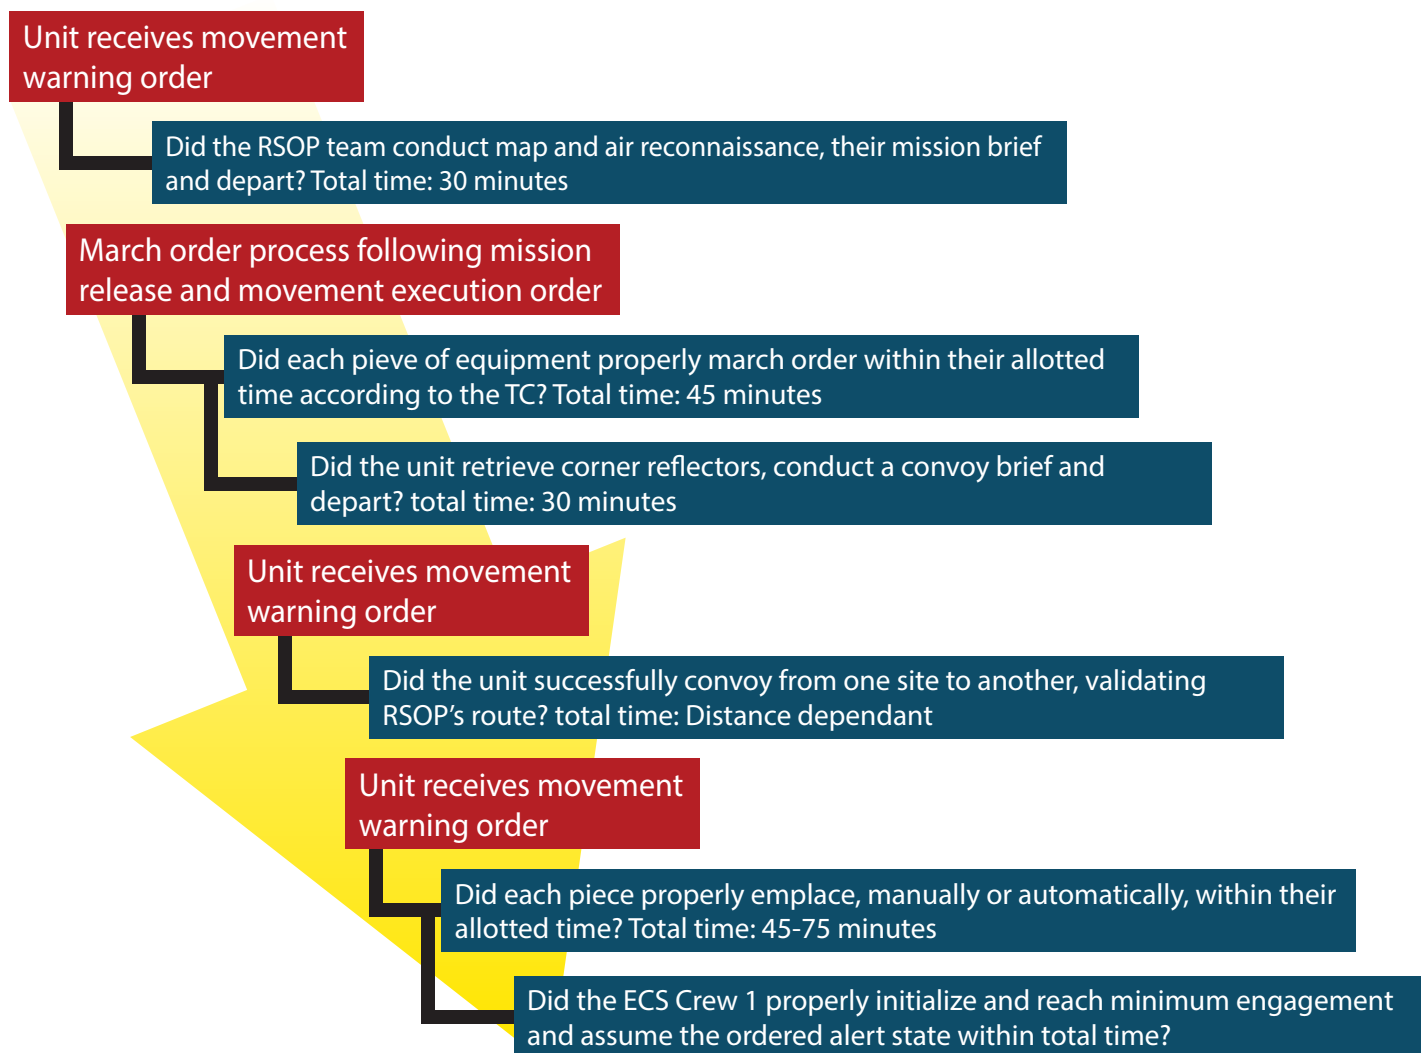 Unit receives movement
warning order
Did the RSOP team conduct map and air reconnaissance, their mission brief
and depart? Total time: 30 minutes
March order process following mission
release and movement execution order
Did each pieve of equipment properly march order within their allotted
time according to the TC? Total time: 45 minutes
Did the unit retrieve corner reflectors, conduct a convoy brief and
depart? total time: 30 minutes
Unit receives movement
warning order
Did the unit successfully convoy from one site to another, validating
RSOP’s route? total time: Distance dependant
Unit receives movement
warning order
Did each piece properly emplace, manually or automatically, within their
allotted time? Total time: 45-75 minutes
Did the ECS Crew 1 properly initialize and reach minimum engagement
and assume the ordered alert state within total time?